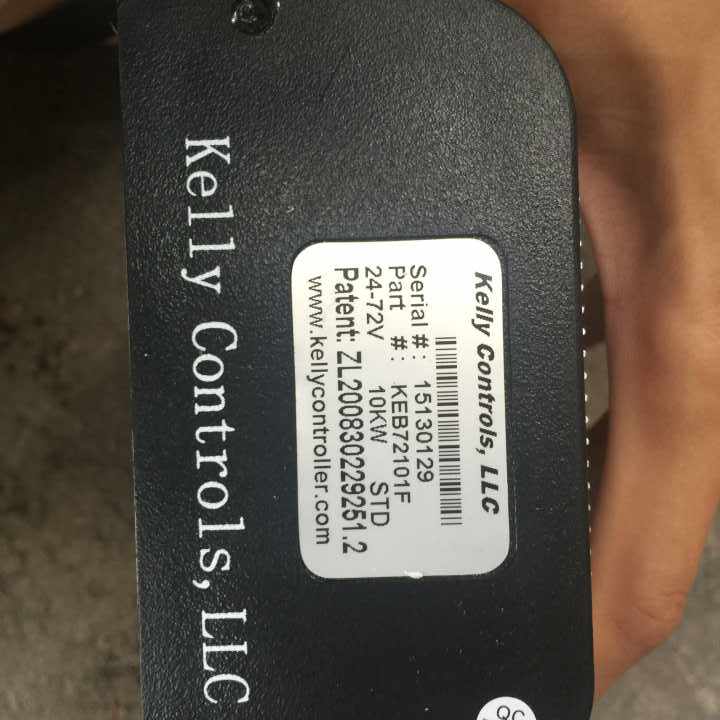 Kelly Controls, LLC
Serial #: 15130129
Part #: KEB72101F
24-72V 10KW STD
Patent: ZL200830229251.2
www.kellycontroller.com
Kelly Controls,LLC
QC